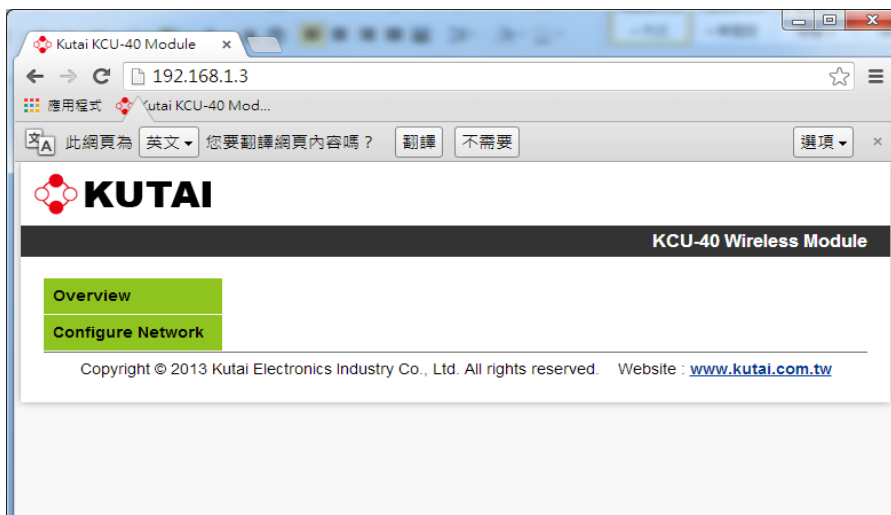 Kutai KCU-40 Module
192.168.1.3
應用程式 Kutai KCU-40 Mod...
此網頁為 英文 您要翻譯網頁內容嗎？ 翻譯 不需要 選項
KUTAI
KCU-40 Wireless Module
Overview
Configure Network
Copyright © 2013 Kutai Electronics Industry Co., Ltd. All rights reserved. Website : www.kutai.com.tw